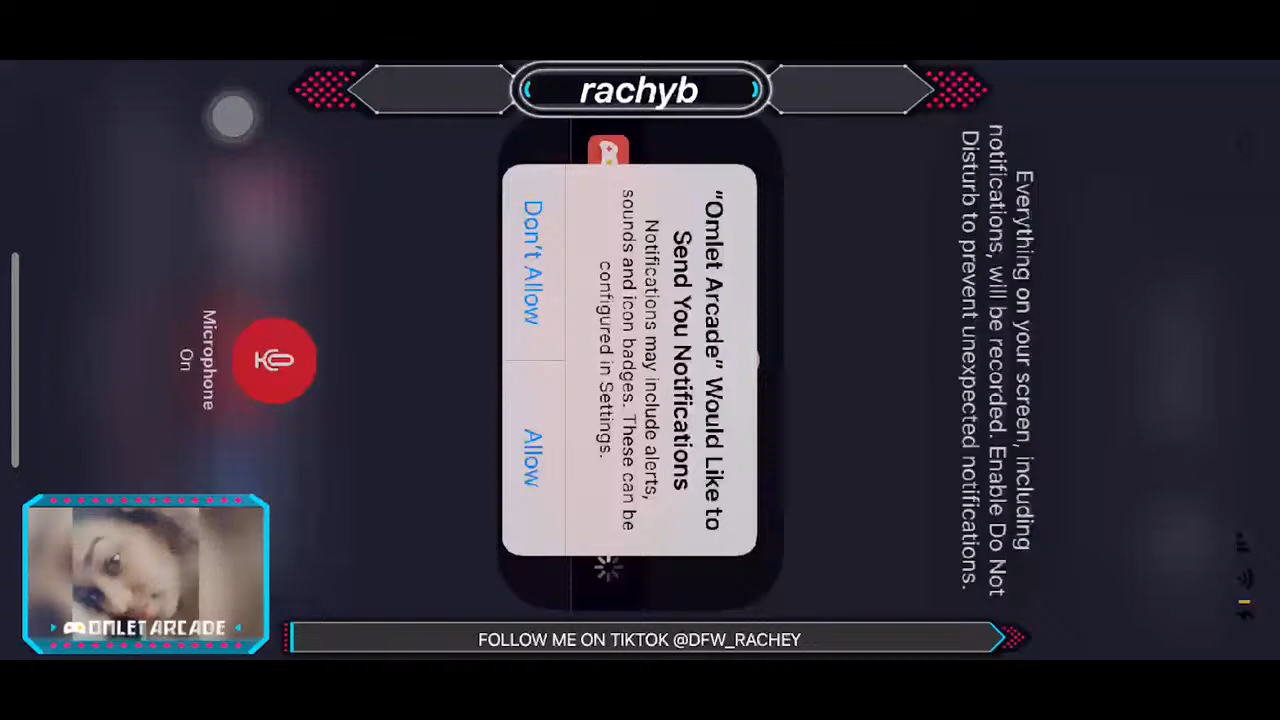 rachyb
Everything on your screen, including
notifications, will be recorded. Enable Do Not
Disturb to prevent unexpected notifications.
“Omlet Arcade” Would Like to
Send You Notifications
Notifications may include alerts,
sounds and icon badges. These can be
configured in Settings.
Don’t Allow
Allow
Microphone
On
OMLET ARCADE
FOLLOW ME ON TIKTOK @DFW_RACHEY